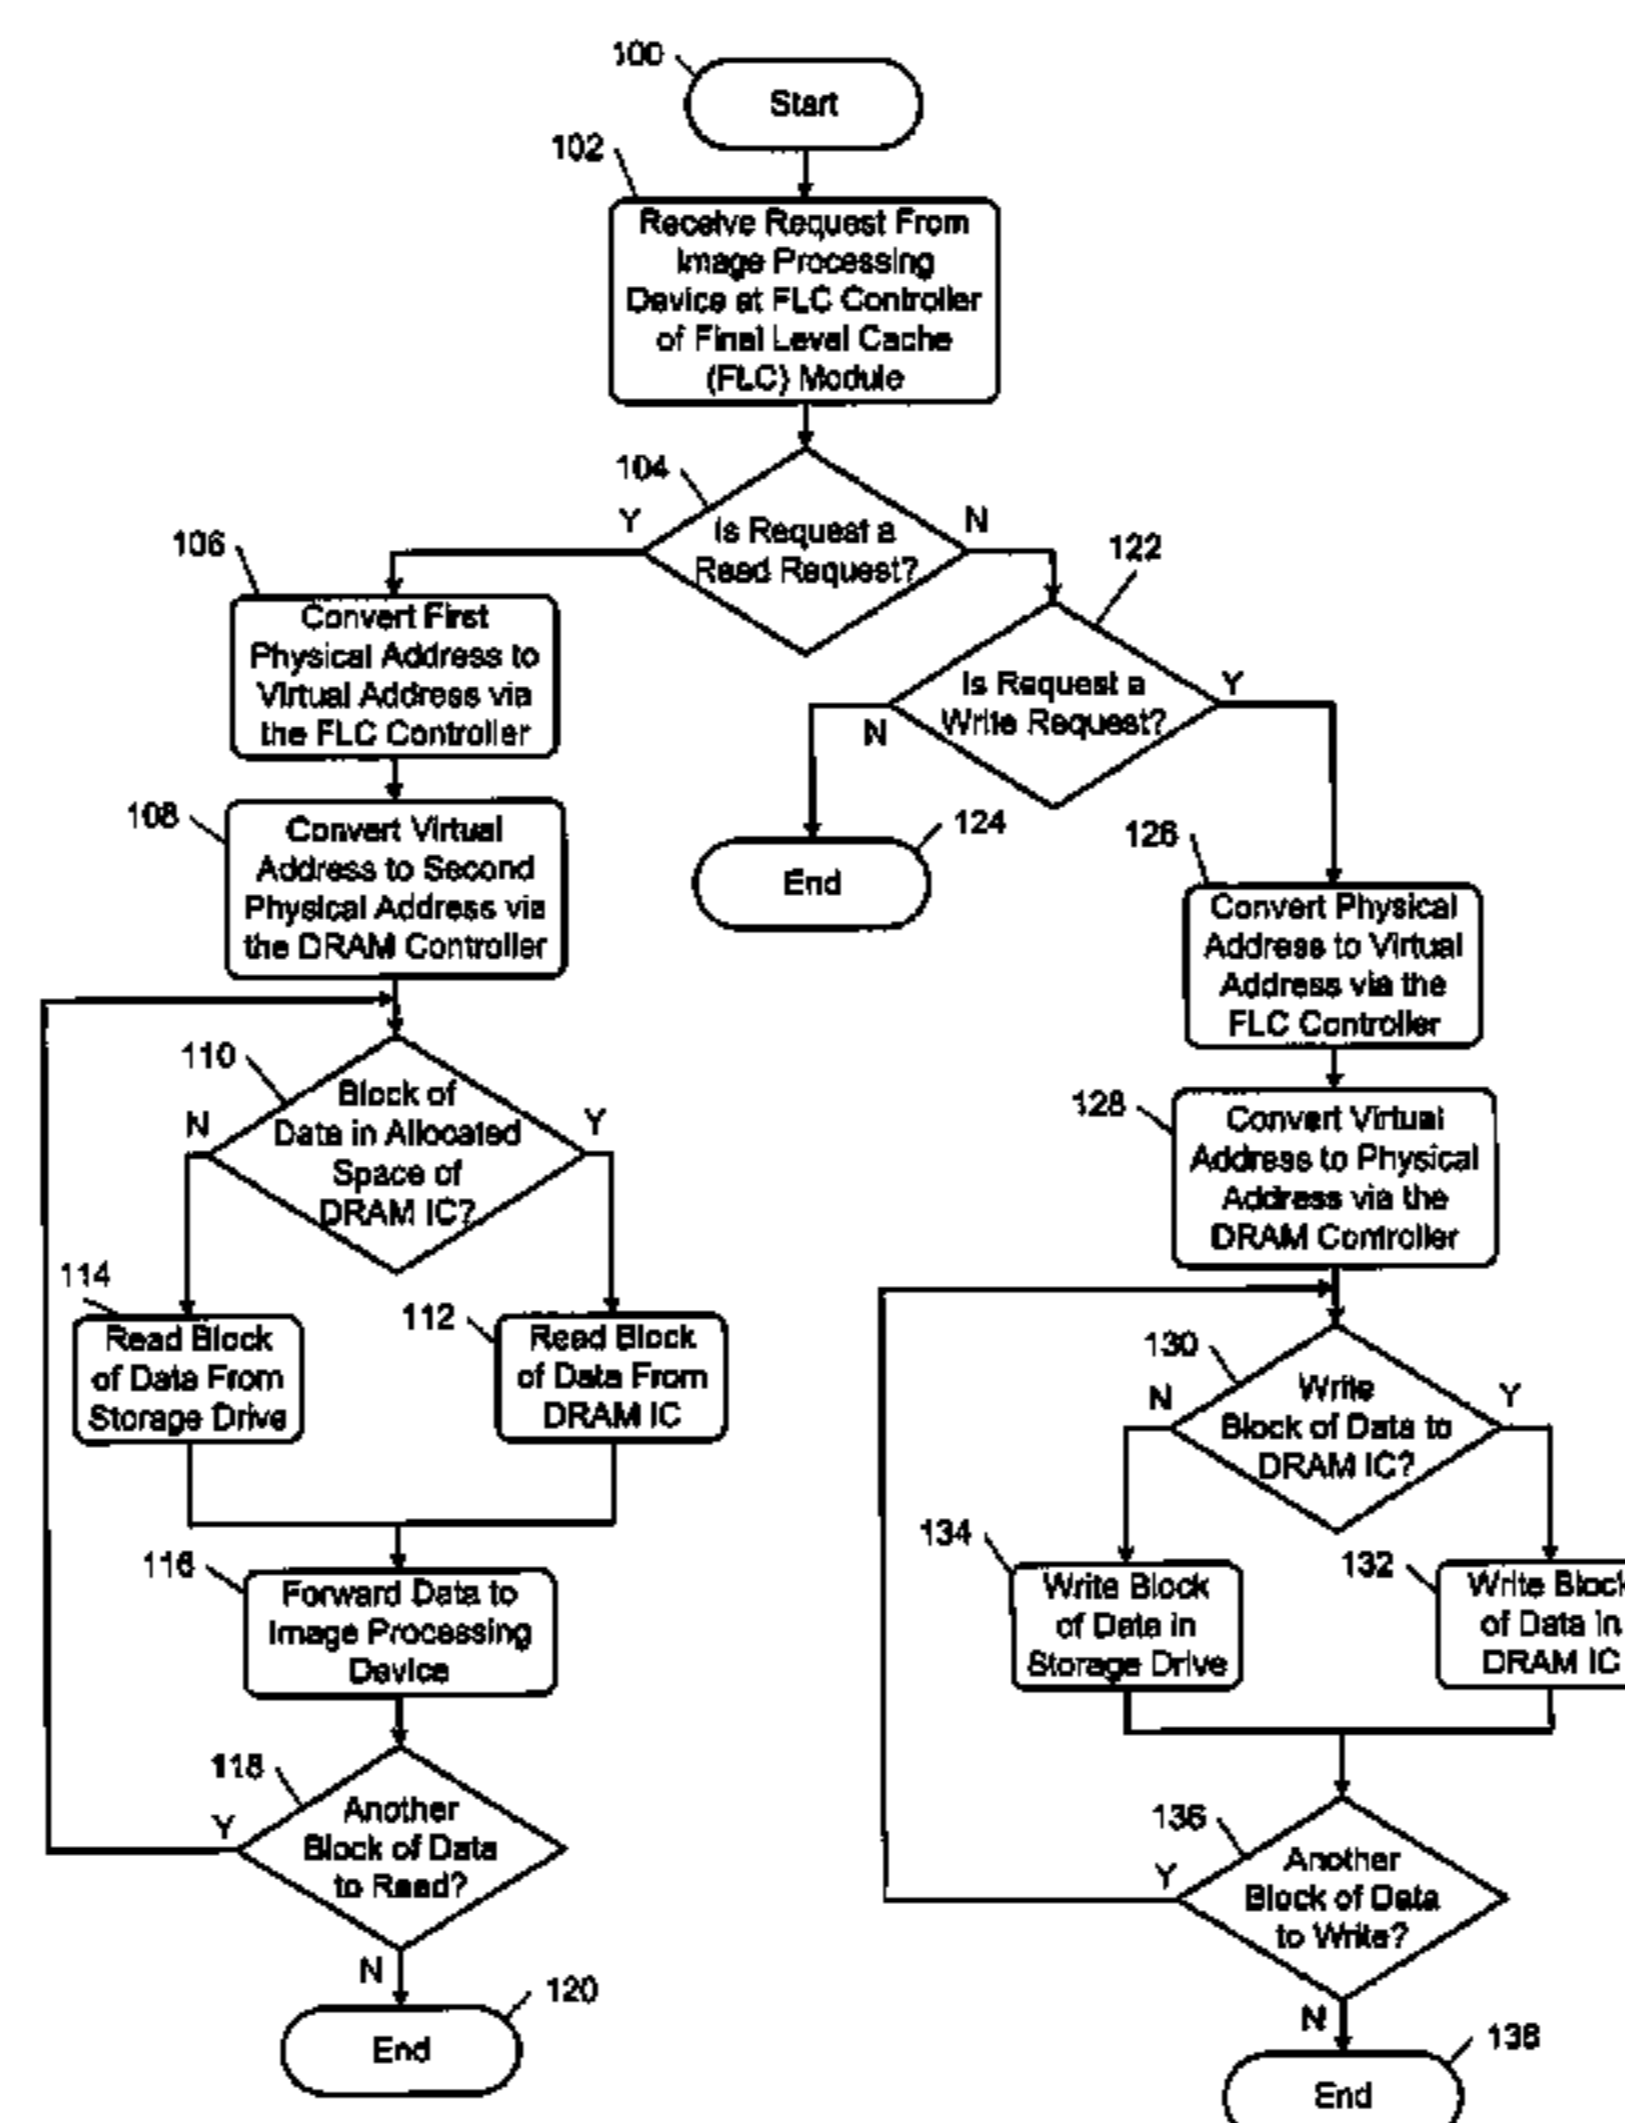 100
Start
102
Receive Request From
Image Processing
Device at FLC Controller
of Final Level Cache
(FLC) Module
104
Is Request a
Read Request?
Y
N
106
Convert First
Physical Address to
Virtual Address via
the FLC Controller
108
Convert Virtual
Address to Second
Physical Address via
the DRAM Controller
110
Block of
Data in Allocated
Space of
DRAM IC?
N
Y
114
Read Block
of Data From
Storage Drive
112
Read Block
of Data From
DRAM IC
116
Forward Data to
Image Processing
Device
118
Another
Block of Data
to Read?
Y
N
120
End
122
Is Request a
Write Request?
N
Y
124
End
126
Convert Physical
Address to Virtual
Address via the
FLC Controller
128
Convert Virtual
Address to Physical
Address via the
DRAM Controller
130
Write
Block of Data to
DRAM IC?
N
Y
134
Write Block
of Data in
Storage Drive
132
Write Block
of Data in
DRAM IC
136
Another
Block of Data
to Write?
Y
N
138
End